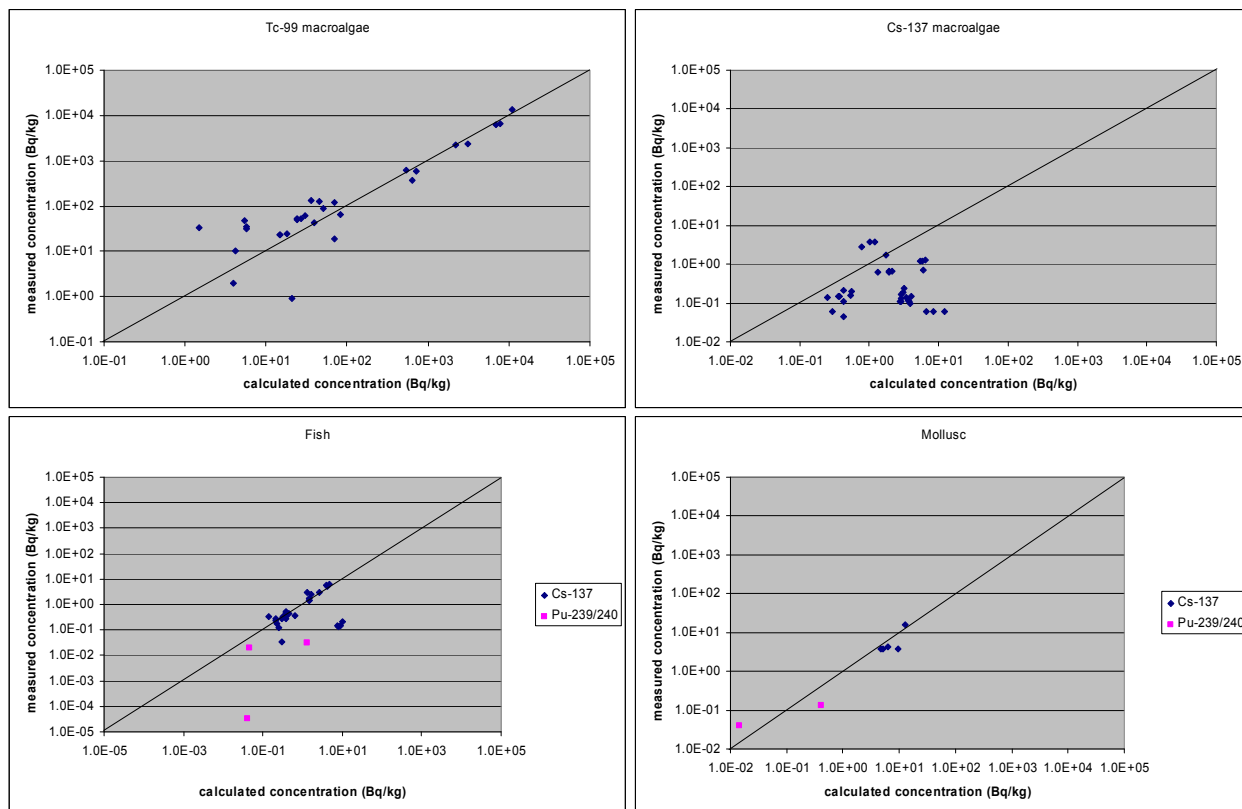 Tc-99 macroalgae
measured concentration (Bq/kg)
1.0E+05
1.0E+04
1.0E+03
1.0E+02
1.0E+01
1.0E+00
1.0E-01
1.0E-01 1.0E+00 1.0E+01 1.0E+02 1.0E+03 1.0E+04 1.0E+05
calculated concentration (Bq/kg)
Cs-137 macroalgae
measured concentration (Bq/kg)
1.0E+05
1.0E+04
1.0E+03
1.0E+02
1.0E+01
1.0E+00
1.0E-01
1.0E-02
1.0E-02 1.0E-01 1.0E+00 1.0E+01 1.0E+02 1.0E+03 1.0E+04 1.0E+05
calculated concentration (Bq/kg)
Fish
measured concentration (Bq/kg)
1.0E+05
1.0E+04
1.0E+03
1.0E+02
1.0E+01
1.0E+00
1.0E-01
1.0E-02
1.0E-03
1.0E-04
1.0E-05
1.0E-05 1.0E-03 1.0E-01 1.0E+01 1.0E+03 1.0E+05
calculated concentration (Bq/kg)
Cs-137
Pu-239/240
Mollusc
measured concentration (Bq/kg)
1.0E+05
1.0E+04
1.0E+03
1.0E+02
1.0E+01
1.0E+00
1.0E-01
1.0E-02
1.0E-02 1.0E-01 1.0E+00 1.0E+01 1.0E+02 1.0E+03 1.0E+04 1.0E+05
calculated concentration (Bq/kg)
Cs-137
Pu-239/240